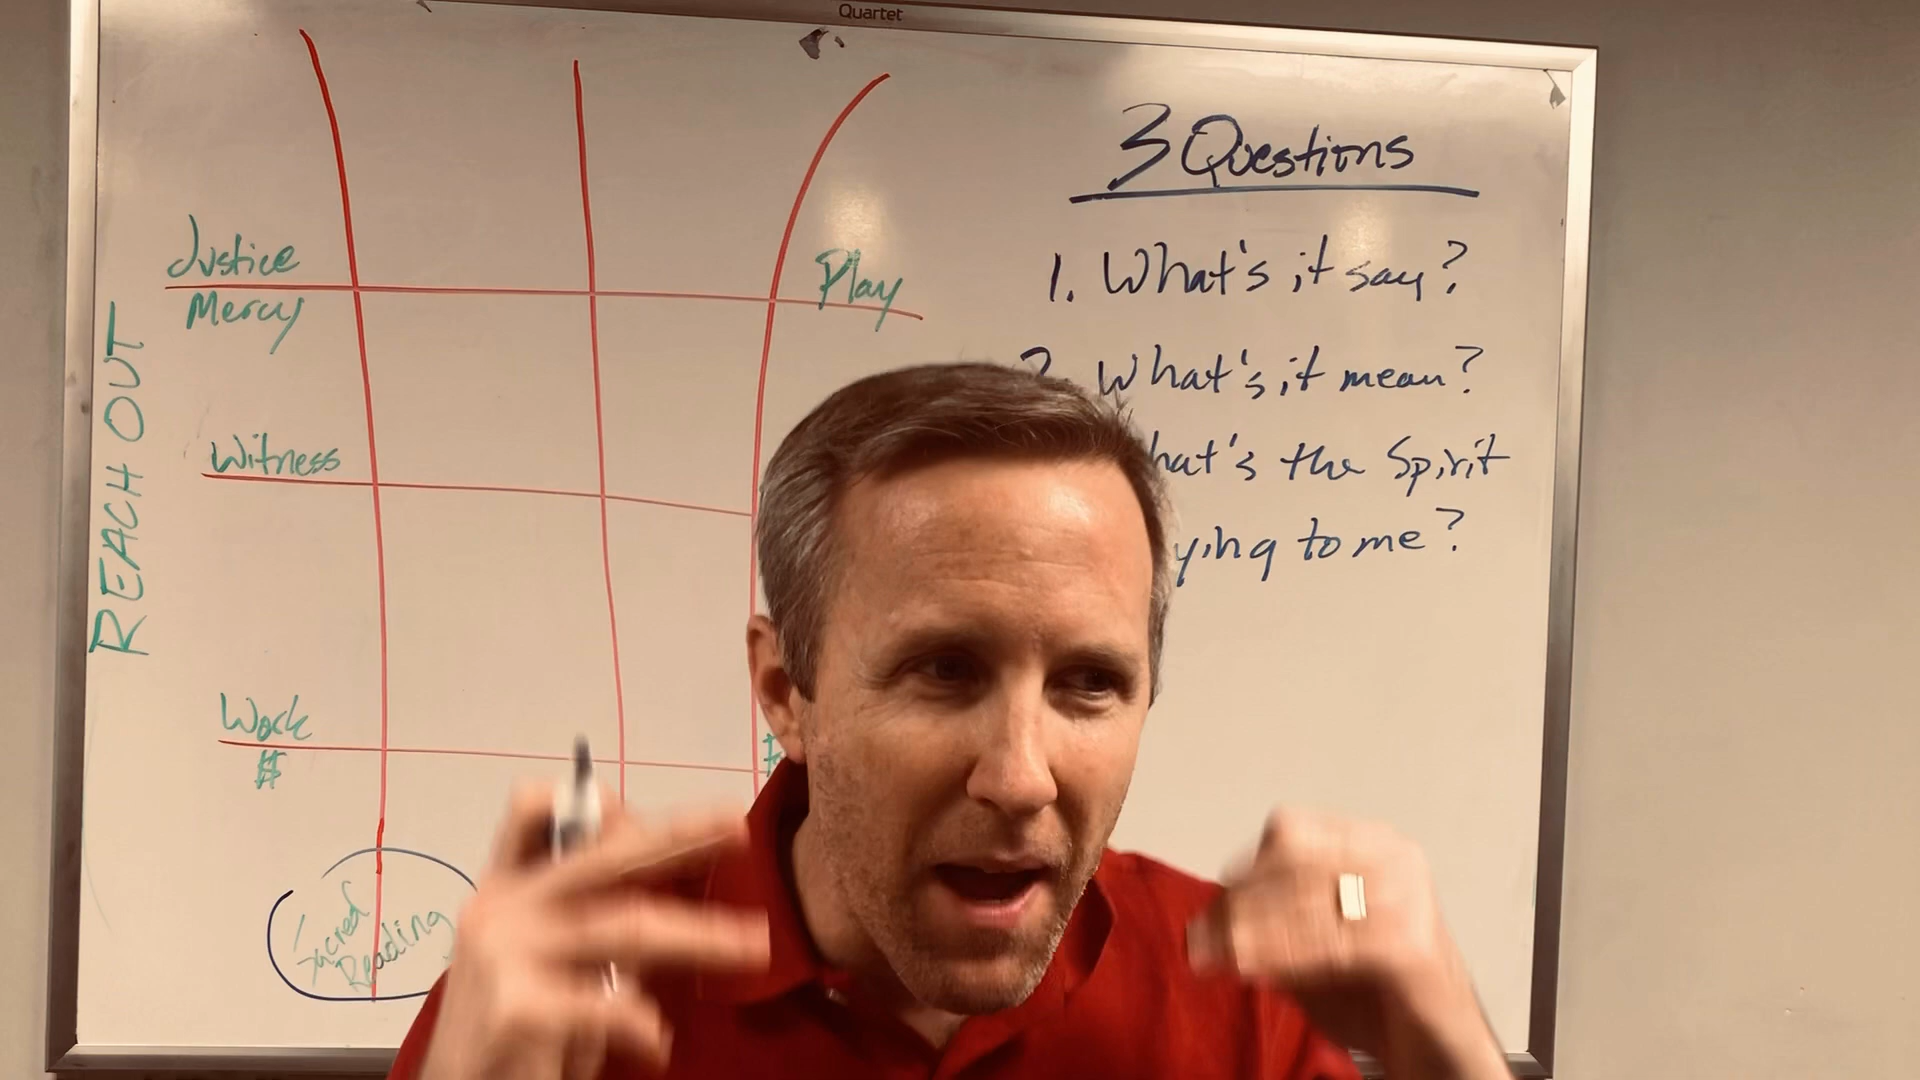 Quartet
REACH OUT
Justice
Mercy
Play
Witness
Work
$
Sacred
Reading
3 Questions
1. What's it say?
2. What's it mean?
hat's the Spirit
ying to me?